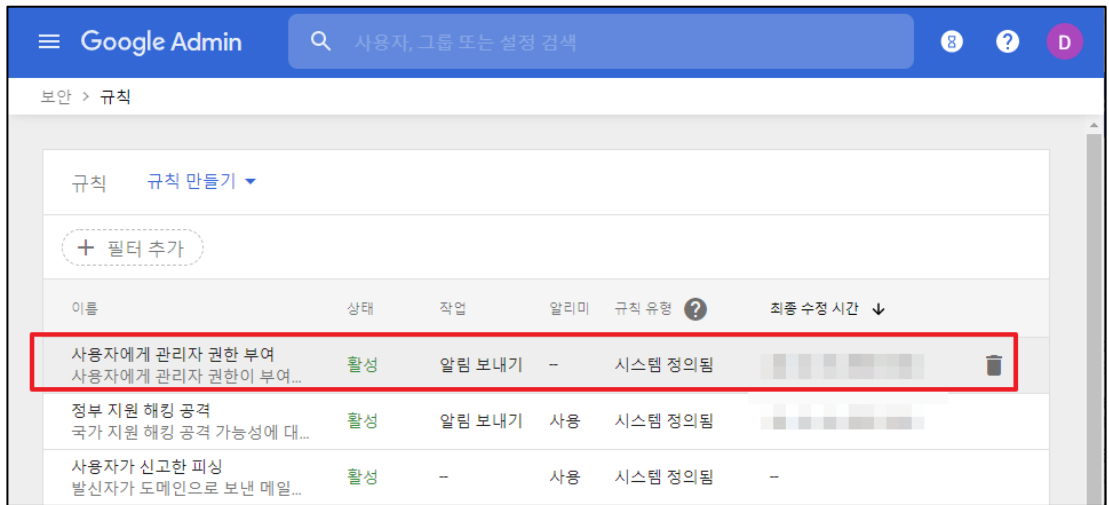 Google Admin
사용자, 그룹 또는 설정 검색
8
?
D
보안 > 규칙
규칙 규칙 만들기
+ 필터 추가
이름 상태 작업 알리미 규칙 유형 ? 최종 수정 시간
사용자에게 관리자 권한 부여
사용자에게 관리자 권한이 부여...
활성 알림 보내기 -- 시스템 정의됨
정부 지원 해킹 공격
국가 지원 해킹 공격 가능성에 대...
활성 알림 보내기 사용 시스템 정의됨
사용자가 신고한 피싱
발신자가 도메인으로 보낸 메일...
활성 -- 사용 시스템 정의됨 --